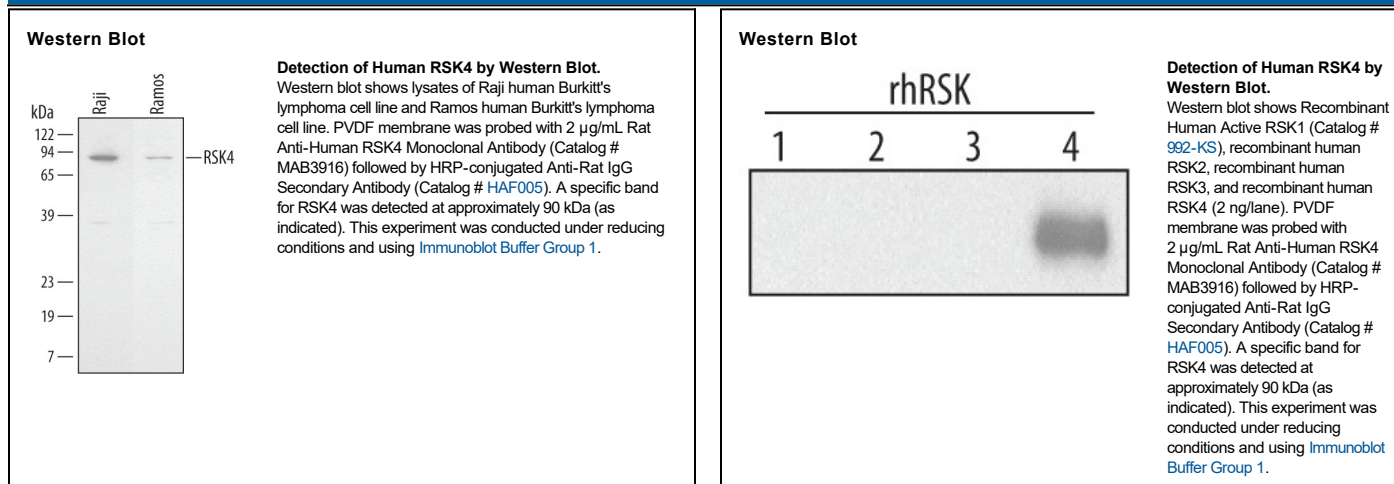 Western Blot
Raji
Ramos
kDa
122
94
65
39
23
19
7
RSK4
Detection of Human RSK4 by Western Blot.
Western blot shows lysates of Raji human Burkitt's
lymphoma cell line and Ramos human Burkitt's lymphoma
cell line. PVDF membrane was probed with 2 µg/mL Rat
Anti-Human RSK4 Monoclonal Antibody (Catalog #
MAB3916) followed by HRP-conjugated Anti-Rat IgG
Secondary Antibody (Catalog # HAF005). A specific band
for RSK4 was detected at approximately 90 kDa (as
indicated). This experiment was conducted under reducing
conditions and using Immunoblot Buffer Group 1.
Western Blot
rhRSK
1 2 3 4
Detection of Human RSK4 by
Western Blot.
Western blot shows Recombinant
Human Active RSK1 (Catalog #
992-KS), recombinant human
RSK2, recombinant human
RSK3, and recombinant human
RSK4 (2 ng/lane). PVDF
membrane was probed with
2 µg/mL Rat Anti-Human RSK4
Monoclonal Antibody (Catalog #
MAB3916) followed by HRP-
conjugated Anti-Rat IgG
Secondary Antibody (Catalog #
HAF005). A specific band for
RSK4 was detected at
approximately 90 kDa (as
indicated). This experiment was
conducted under reducing
conditions and using Immunoblot
Buffer Group 1.